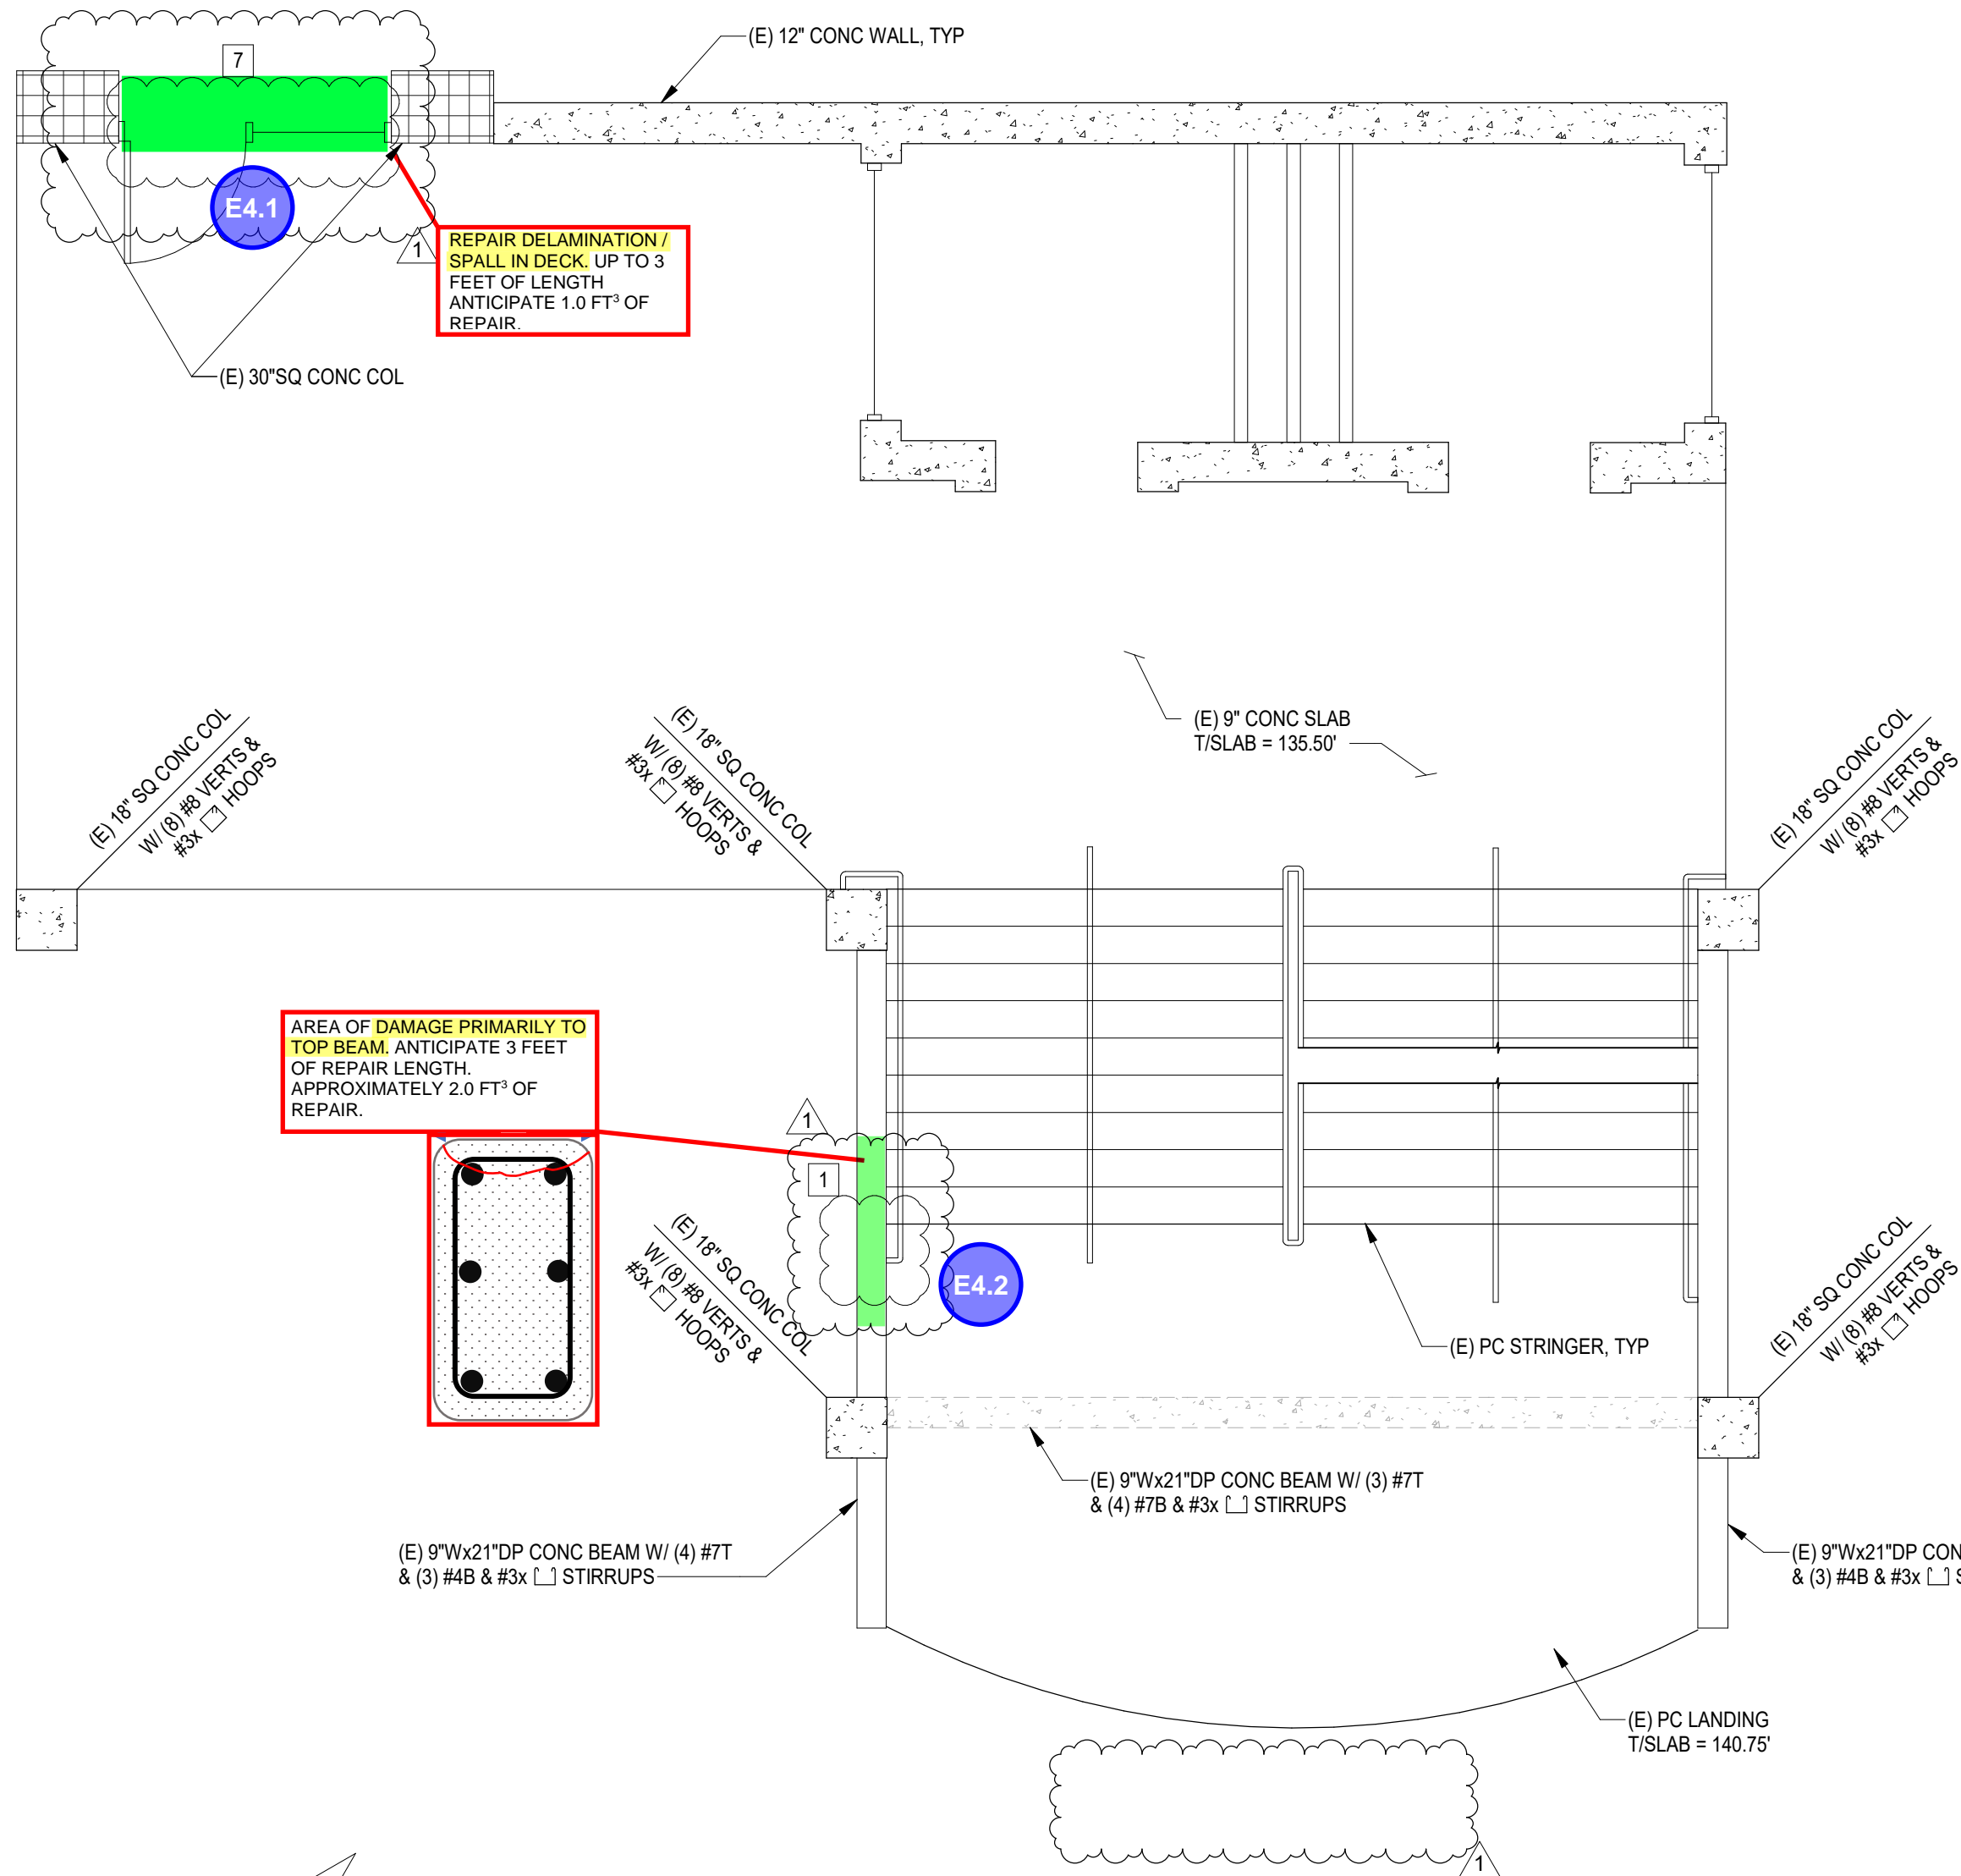 (E) 12" CONC WALL, TYP
7
E4.1
1
REPAIR DELAMINATION /
SPALL IN DECK. UP TO 3
FEET OF LENGTH
ANTICIPATE 1.0 FT³ OF
REPAIR.
(E) 30"SQ CONC COL
(E) 9" CONC SLAB
T/SLAB = 135.50'
(E) 18" SQ CONC COL
W/ (8) #8 VERTS &
#3x HOOPS
(E) 18" SQ CONC COL
W/ (8) #8 VERTS &
#3x HOOPS
(E) 18" SQ CONC COL
W/ (8) #8 VERTS &
#3x HOOPS
AREA OF DAMAGE PRIMARILY TO
TOP BEAM. ANTICIPATE 3 FEET
OF REPAIR LENGTH.
APPROXIMATELY 2.0 FT³ OF
REPAIR.
1
1
E4.2
(E) 18" SQ CONC COL
W/ (8) #8 VERTS &
#3x HOOPS
(E) 18" SQ CONC COL
W/ (8) #8 VERTS &
#3x HOOPS
(E) PC STRINGER, TYP
(E) 9"Wx21"DP CONC BEAM W/ (3) #7T
& (4) #7B & #3x STIRRUPS
(E) 9"Wx21"DP CONC BEAM W/ (4) #7T
& (3) #4B & #3x STIRRUPS
(E) 9"Wx21"DP CON
& (3) #4B & #3x S
(E) PC LANDING
T/SLAB = 140.75'
1